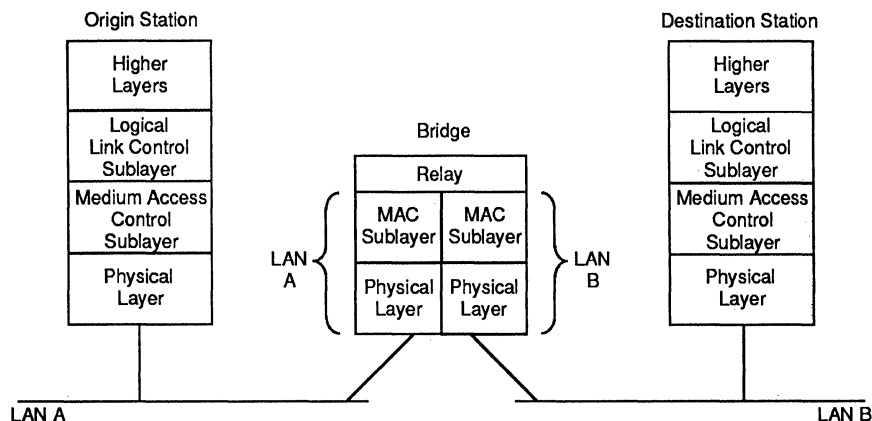 Origin Station
Higher
Layers
Logical
Link Control
Sublayer
Medium Access
Control
Sublayer
Physical
Layer
LAN A
Bridge
Relay
LAN
A
MAC
Sublayer
MAC
Sublayer
Physical
Layer
Physical
Layer
LAN
B
Destination Station
Higher
Layers
Logical
Link Control
Sublayer
Medium Access
Control
Sublayer
Physical
Layer
LAN B